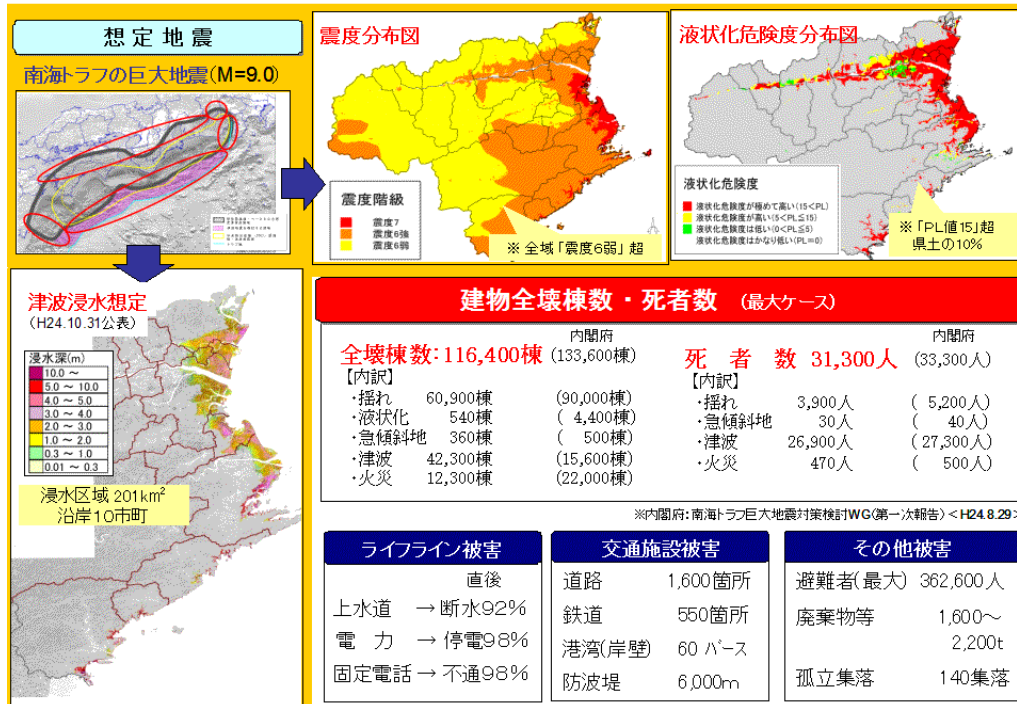 想定地震
南海トラフの巨大地震(M=9.0)
震度分布図
震度階級
震度7
震度6強
震度6弱
※全域「震度6弱」超
液状化危険度分布図
液状化危険度
液状化危険度が極めて高い(15<PL)
液状化危険度が高い(5<PL≦15)
液状化危険度は低い(0<PL≦5)
液状化危険度はかなり低い(PL=0)
※「PL値15」超
県土の10%
津波浸水想定
(H24.10.31公表)
浸水深(m)
10.0 ～
5.0 ～ 10.0
4.0 ～ 5.0
3.0 ～ 4.0
2.0 ～ 3.0
1.0 ～ 2.0
0.3 ～ 1.0
0.01 ～ 0.3
浸水区域 201km²
沿岸10市町
建物全壊棟数・死者数 (最大ケース)
内閣府
全壊棟数:116,400棟 (133,600棟)
【内訳】
・揺れ 60,900棟 (90,000棟)
・液状化 540棟 ( 4,400棟)
・急傾斜地 360棟 ( 500棟)
・津波 42,300棟 (15,600棟)
・火災 12,300棟 (22,000棟)
内閣府
死者数 31,300人 (33,300人)
【内訳】
・揺れ 3,900人 ( 5,200人)
・急傾斜地 30人 ( 40人)
・津波 26,900人 (27,300人)
・火災 470人 ( 500人)
※内閣府:南海トラフ巨大地震対策検討WG(第一次報告)<H24.8.29>
ライフライン被害
直後
上水道 →断水92%
電 力 →停電98%
固定電話→不通98%
交通施設被害
道路 1,600箇所
鉄道 550箇所
港湾(岸壁) 60 バース
防波堤 6,000m
その他被害
避難者(最大) 362,600人
廃棄物等 1,600～
2,200t
孤立集落 140集落